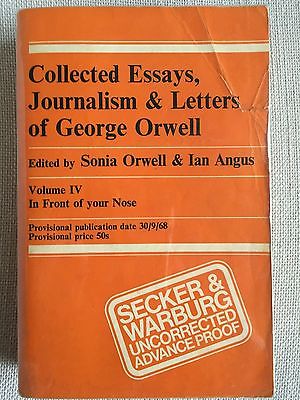 Collected Essays,
Journalism & Letters
of George Orwell
Edited by Sonia Orwell & Ian Angus
Volume IV
In Front of your Nose
Provisional publication date 30/9/68
Provisional price 50s
SECKER &
WARBURG
UNCORRECTED
ADVANCE PROOF